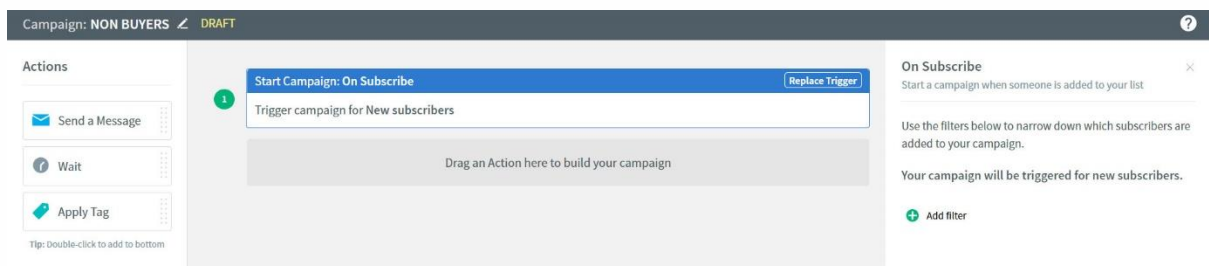 Campaign: NON BUYERS DRAFT
?
Actions
Send a Message
Wait
Apply Tag
Tip: Double-click to add to bottom
1
Start Campaign: On Subscribe
Replace Trigger
Trigger campaign for New subscribers
Drag an Action here to build your campaign
On Subscribe
Start a campaign when someone is added to your list
Use the filters below to narrow down which subscribers are
added to your campaign.
Your campaign will be triggered for new subscribers.
Add filter